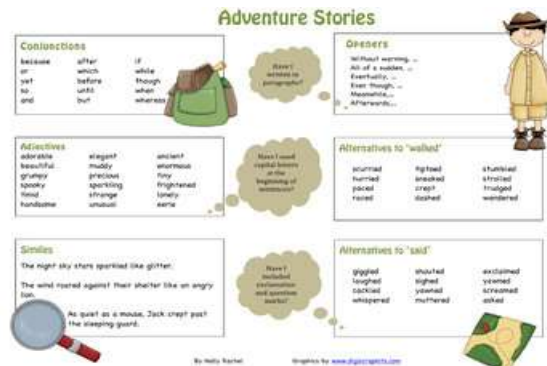 Adventure Stories
Conjunctions
because after if
or which while
yet before though
so until when
and but whereas
Have I
written in
paragraphs?
Openers
Without warning, ...
All of a sudden, ...
Eventually, ...
Even though, ...
Meanwhile,...
Afterwards,...
Adjectives
adorable elegant ancient
beautiful muddy enormous
grumpy precious tiny
spooky sparkling frightened
timid strange lonely
handsome unusual eerie
Have I used
capital letters
at the
beginning of
sentences?
Alternatives to "walked"
scurried tiptoed stumbled
hurried sneaked strolled
paced crept trudged
raced dashed wandered
Similes
The night sky stars sparkled like glitter.
The wind roared against their shelter like an angry
lion.
As quiet as a mouse, Jack crept past
the sleeping guard.
Have I
included
exclamation
and question
marks?
Alternatives to "said"
giggled shouted exclaimed
laughed sighed yawned
cackled yawned screamed
whispered muttered asked
By Holly Rachel
Graphics by